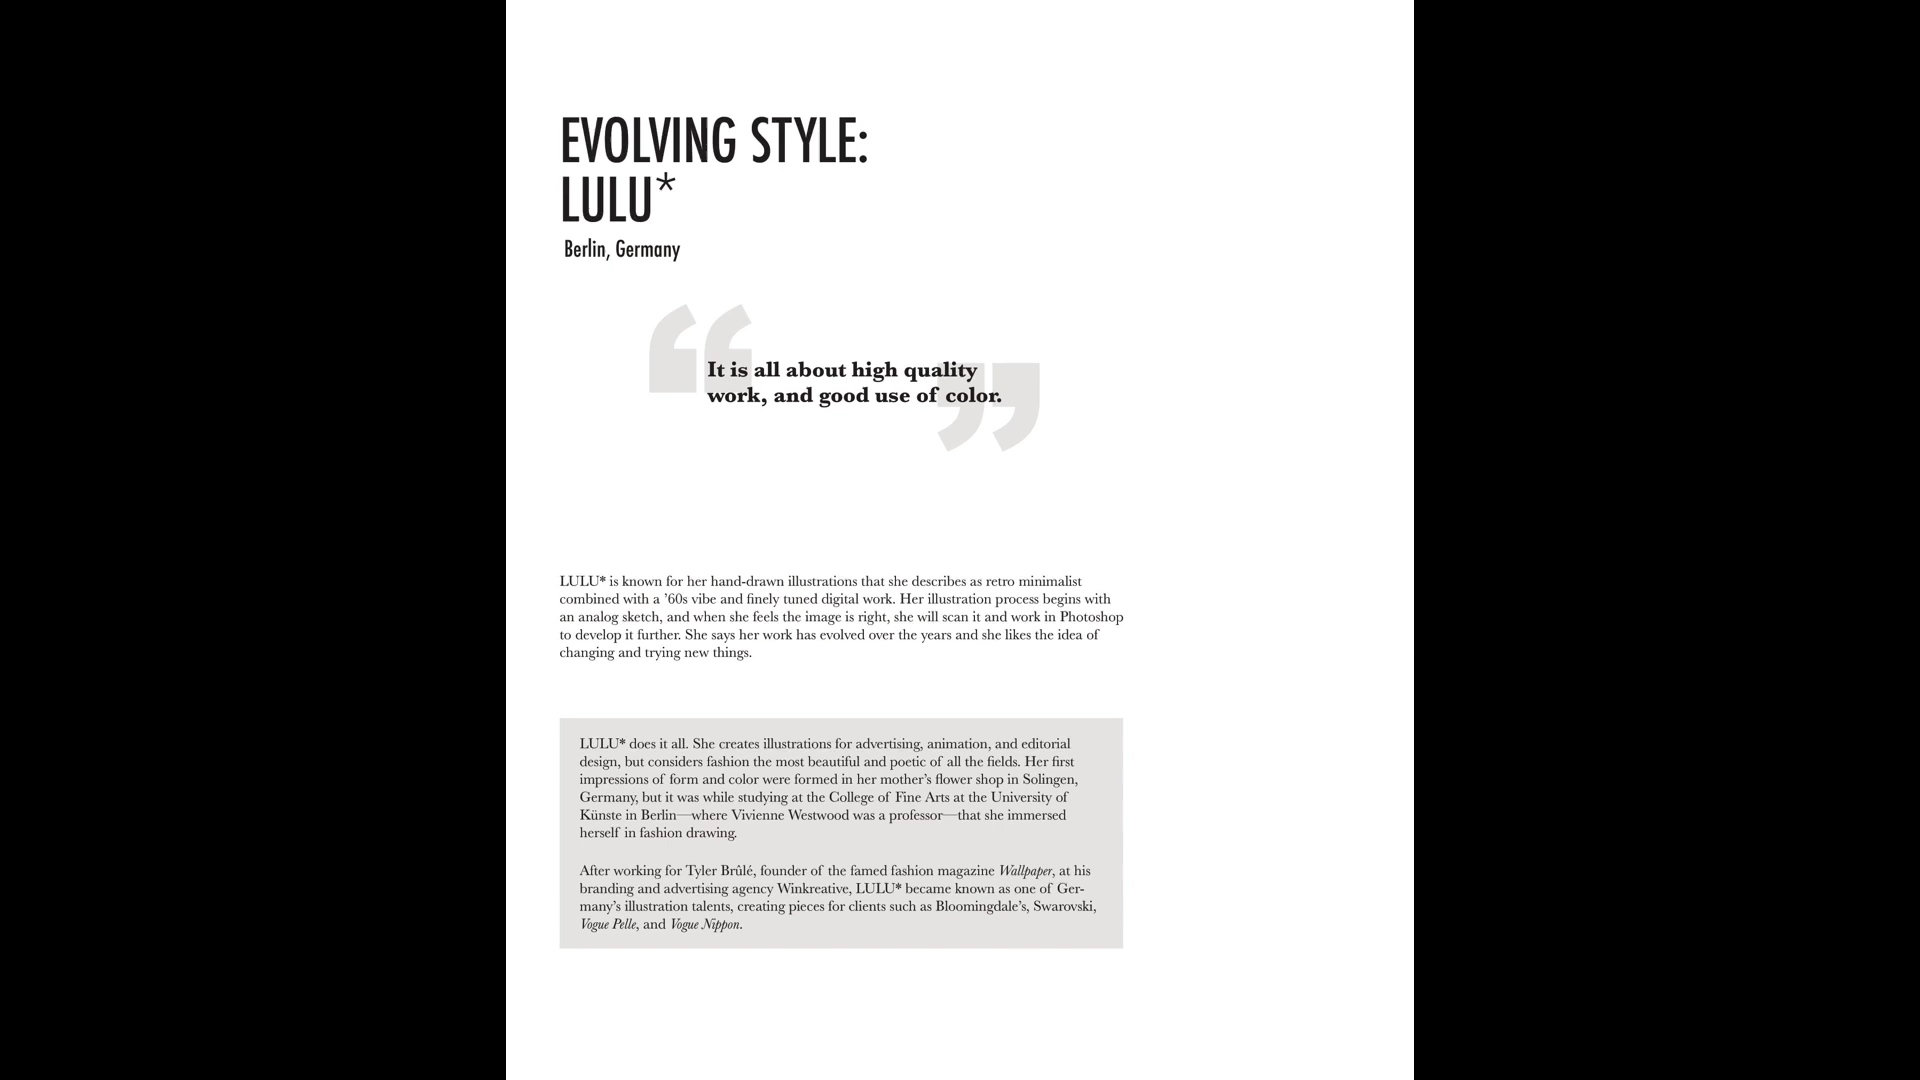 EVOLVING STYLE:
LULU*
Berlin, Germany
“It is all about high quality
work, and good use of color.”
LULU* is known for her hand-drawn illustrations that she describes as retro minimalist
combined with a ’60s vibe and finely tuned digital work. Her illustration process begins with
an analog sketch, and when she feels the image is right, she will scan it and work in Photoshop
to develop it further. She says her work has evolved over the years and she likes the idea of
changing and trying new things.
LULU* does it all. She creates illustrations for advertising, animation, and editorial
design, but considers fashion the most beautiful and poetic of all the fields. Her first
impressions of form and color were formed in her mother’s flower shop in Solingen,
Germany, but it was while studying at the College of Fine Arts at the University of
Künste in Berlin—where Vivienne Westwood was a professor—that she immersed
herself in fashion drawing.
After working for Tyler Brûlé, founder of the famed fashion magazine Wallpaper, at his
branding and advertising agency Winkreative, LULU* became known as one of Ger-
many’s illustration talents, creating pieces for clients such as Bloomingdale’s, Swarovski,
Vogue Pelle, and Vogue Nippon.